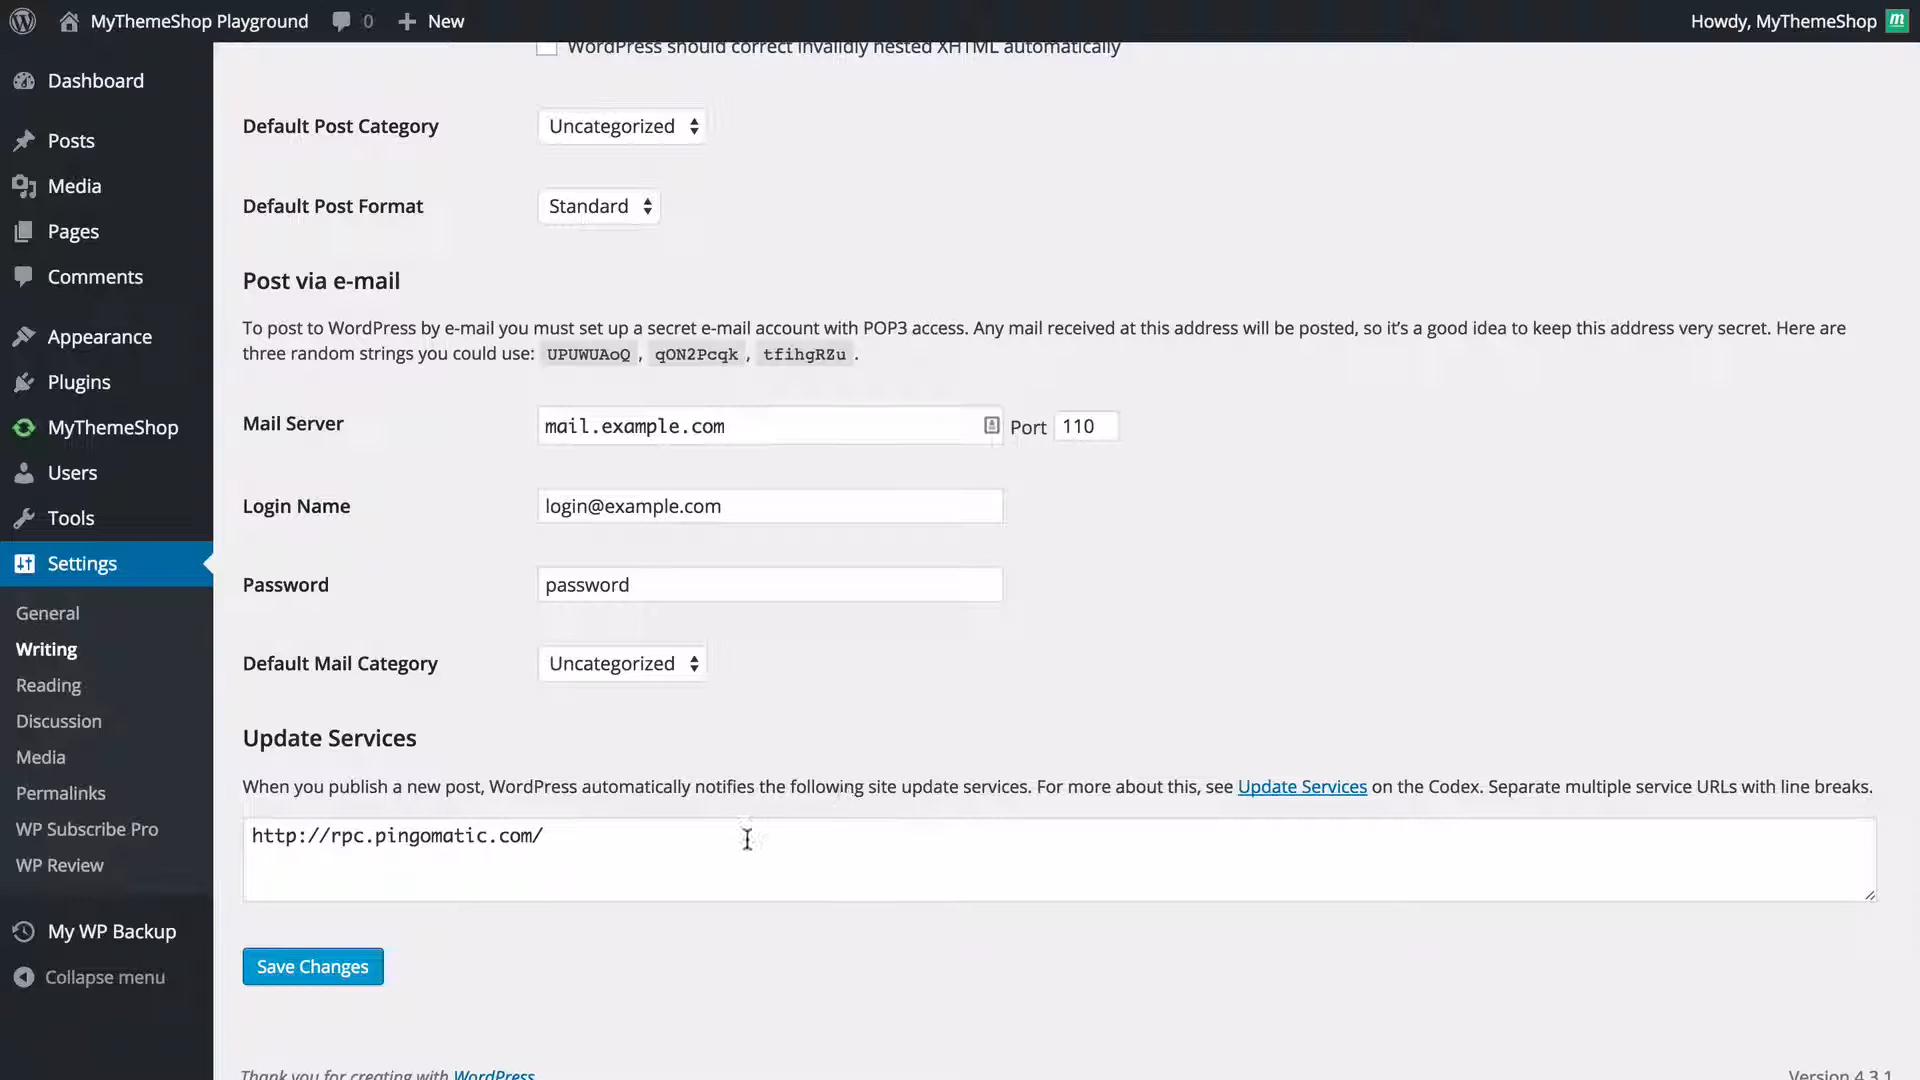 MyThemeShop Playground
0
New
Howdy, MyThemeShop
m
Dashboard
Posts
Media
Pages
Comments
Appearance
Plugins
MyThemeShop
Users
Tools
Settings
General
Writing
Reading
Discussion
Media
Permalinks
WP Subscribe Pro
WP Review
My WP Backup
Collapse menu
WordPress should correct invalidly nested XHTML automatically
Default Post Category
Uncategorized
Default Post Format
Standard
Post via e-mail
To post to WordPress by e-mail you must set up a secret e-mail account with POP3 access. Any mail received at this address will be posted, so it's a good idea to keep this address very secret. Here are
three random strings you could use: UPUWUAoQ , qON2Pcqk , tfihgRZu .
Mail Server
mail.example.com
Port
110
Login Name
login@example.com
Password
password
Default Mail Category
Uncategorized
Update Services
When you publish a new post, WordPress automatically notifies the following site update services. For more about this, see Update Services on the Codex. Separate multiple service URLs with line breaks.
http://rpc.pingomatic.com/
Save Changes
Thank you for creating with WordPress
Version 4.3.1